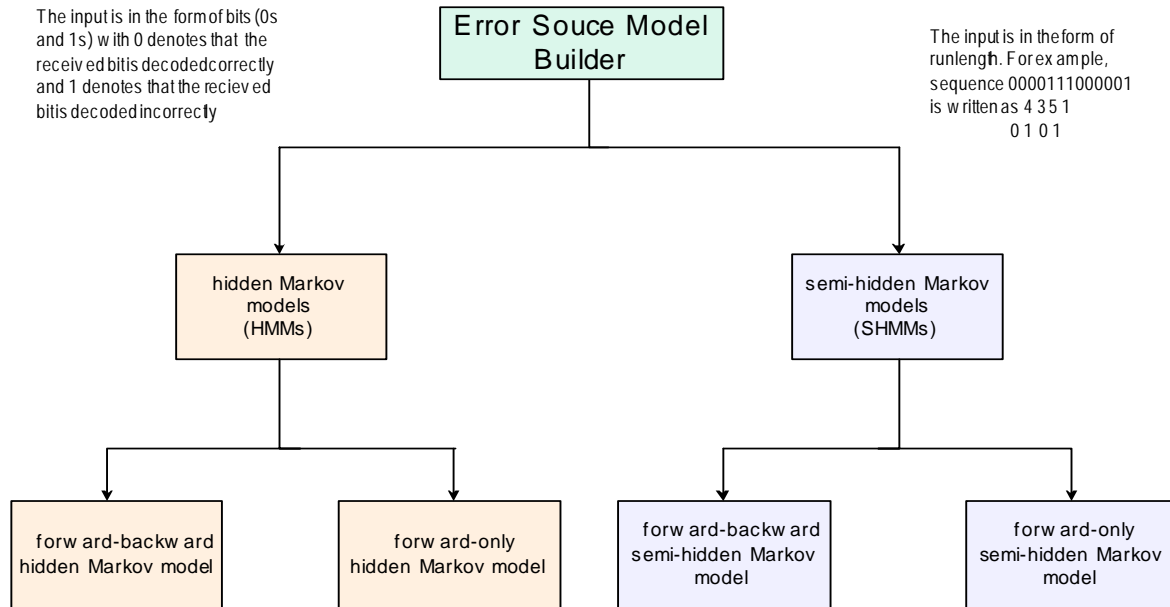 The input is in the form of bits (0s
and 1s) with 0 denotes that the
received bit is decoded correctly
and 1 denotes that the recieved
bit is decoded incorrectly
Error Souce Model
Builder
The input is in the form of
runlength. For example,
sequence 0000111000001
is written as 4 3 5 1
0 1 0 1
hidden Markov
models
(HMMs)
semi-hidden Markov
models
(SHMMs)
forward-backward
hidden Markov model
forward-only
hidden Markov model
forward-backward
semi-hidden Markov
model
forward-only
semi-hidden Markov
model